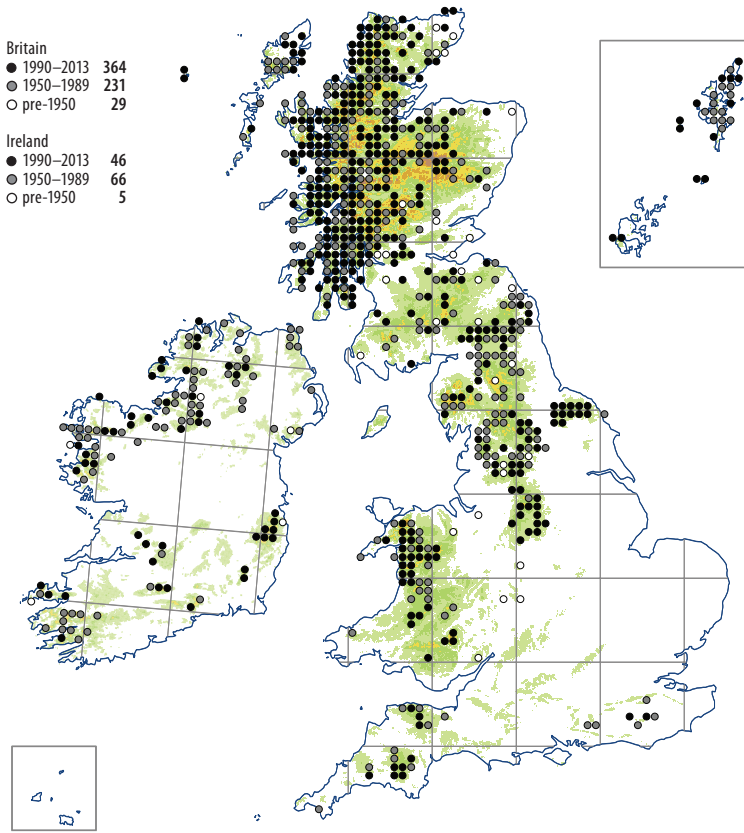 Britain
1990–2013 364
1950–1989 231
pre-1950 29
Ireland
1990–2013 46
1950–1989 66
pre-1950 5